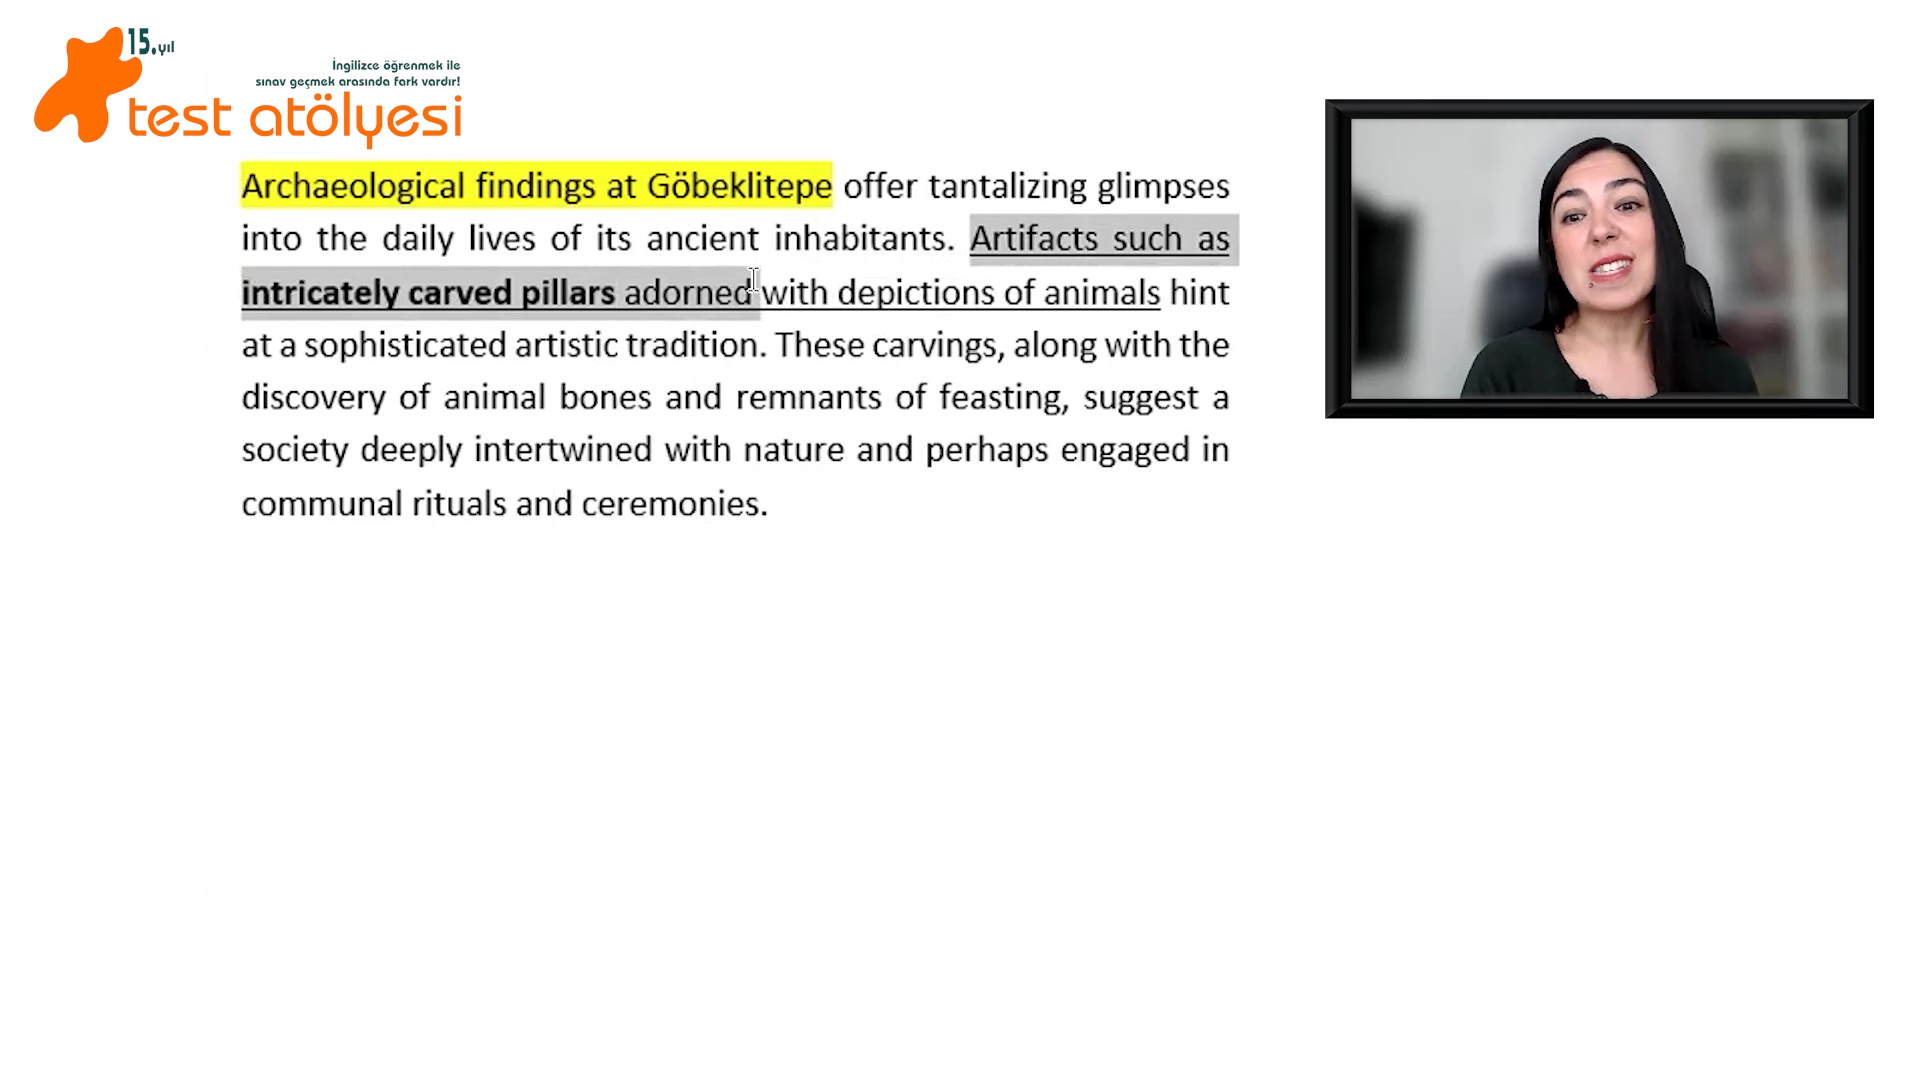 15.yıl
İngilizce öğrenmek ile
sınav geçmek arasında fark vardır!
test atölyesi
Archaeological findings at Göbeklitepe offer tantalizing glimpses
into the daily lives of its ancient inhabitants. Artifacts such as
intricately carved pillars adorned with depictions of animals hint
at a sophisticated artistic tradition. These carvings, along with the
discovery of animal bones and remnants of feasting, suggest a
society deeply intertwined with nature and perhaps engaged in
communal rituals and ceremonies.